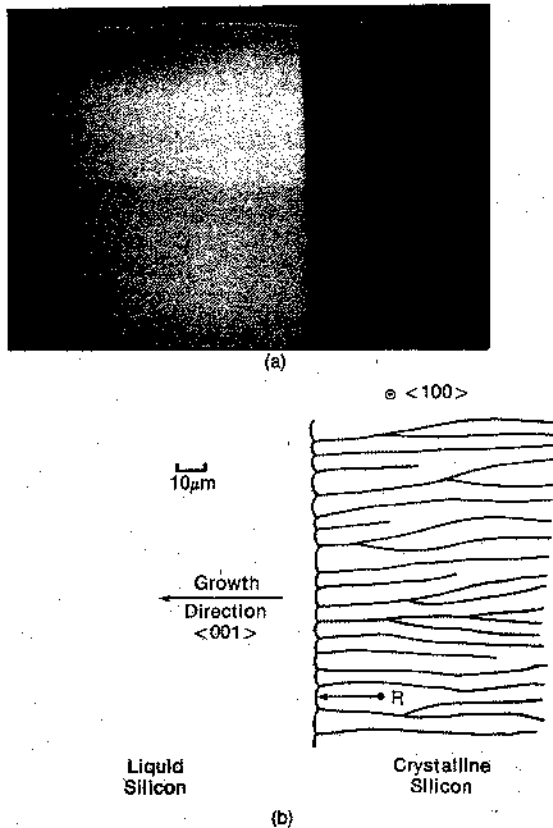 (a)
⊙ <100>
10μm
Growth
Direction
<001>
R
Liquid
Silicon
Crystalline
Silicon
(b)